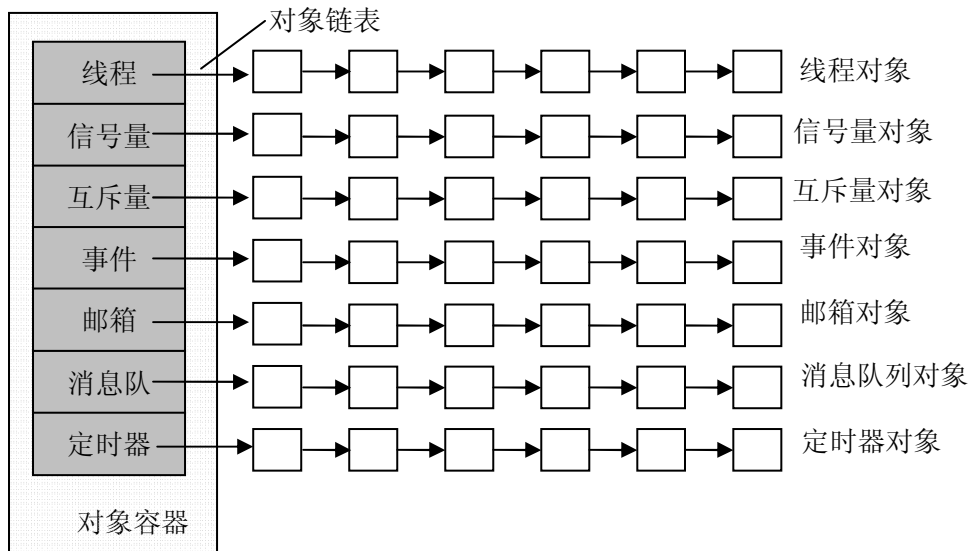 对象链表
线程
线程对象
信号量
信号量对象
互斥量
互斥量对象
事件
事件对象
邮箱
邮箱对象
消息队
消息队列对象
定时器
定时器对象
对象容器